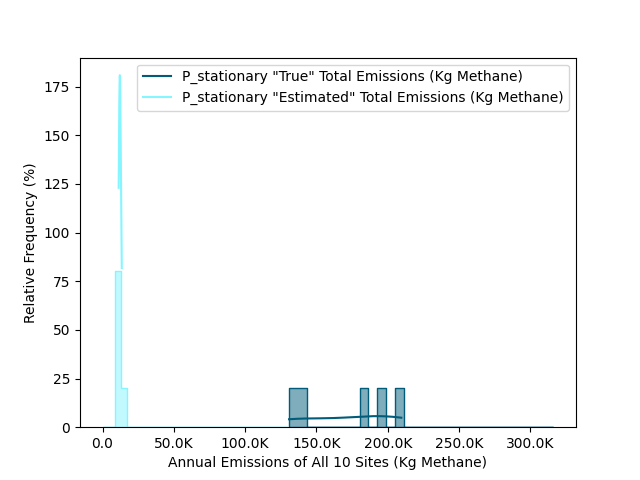 P_stationary "True" Total Emissions (Kg Methane)
P_stationary "Estimated" Total Emissions (Kg Methane)
175
150
125
100
75
50
25
0
Relative Frequency (%)
0.0 50.0K 100.0K 150.0K 200.0K 250.0K 300.0K
Annual Emissions of All 10 Sites (Kg Methane)